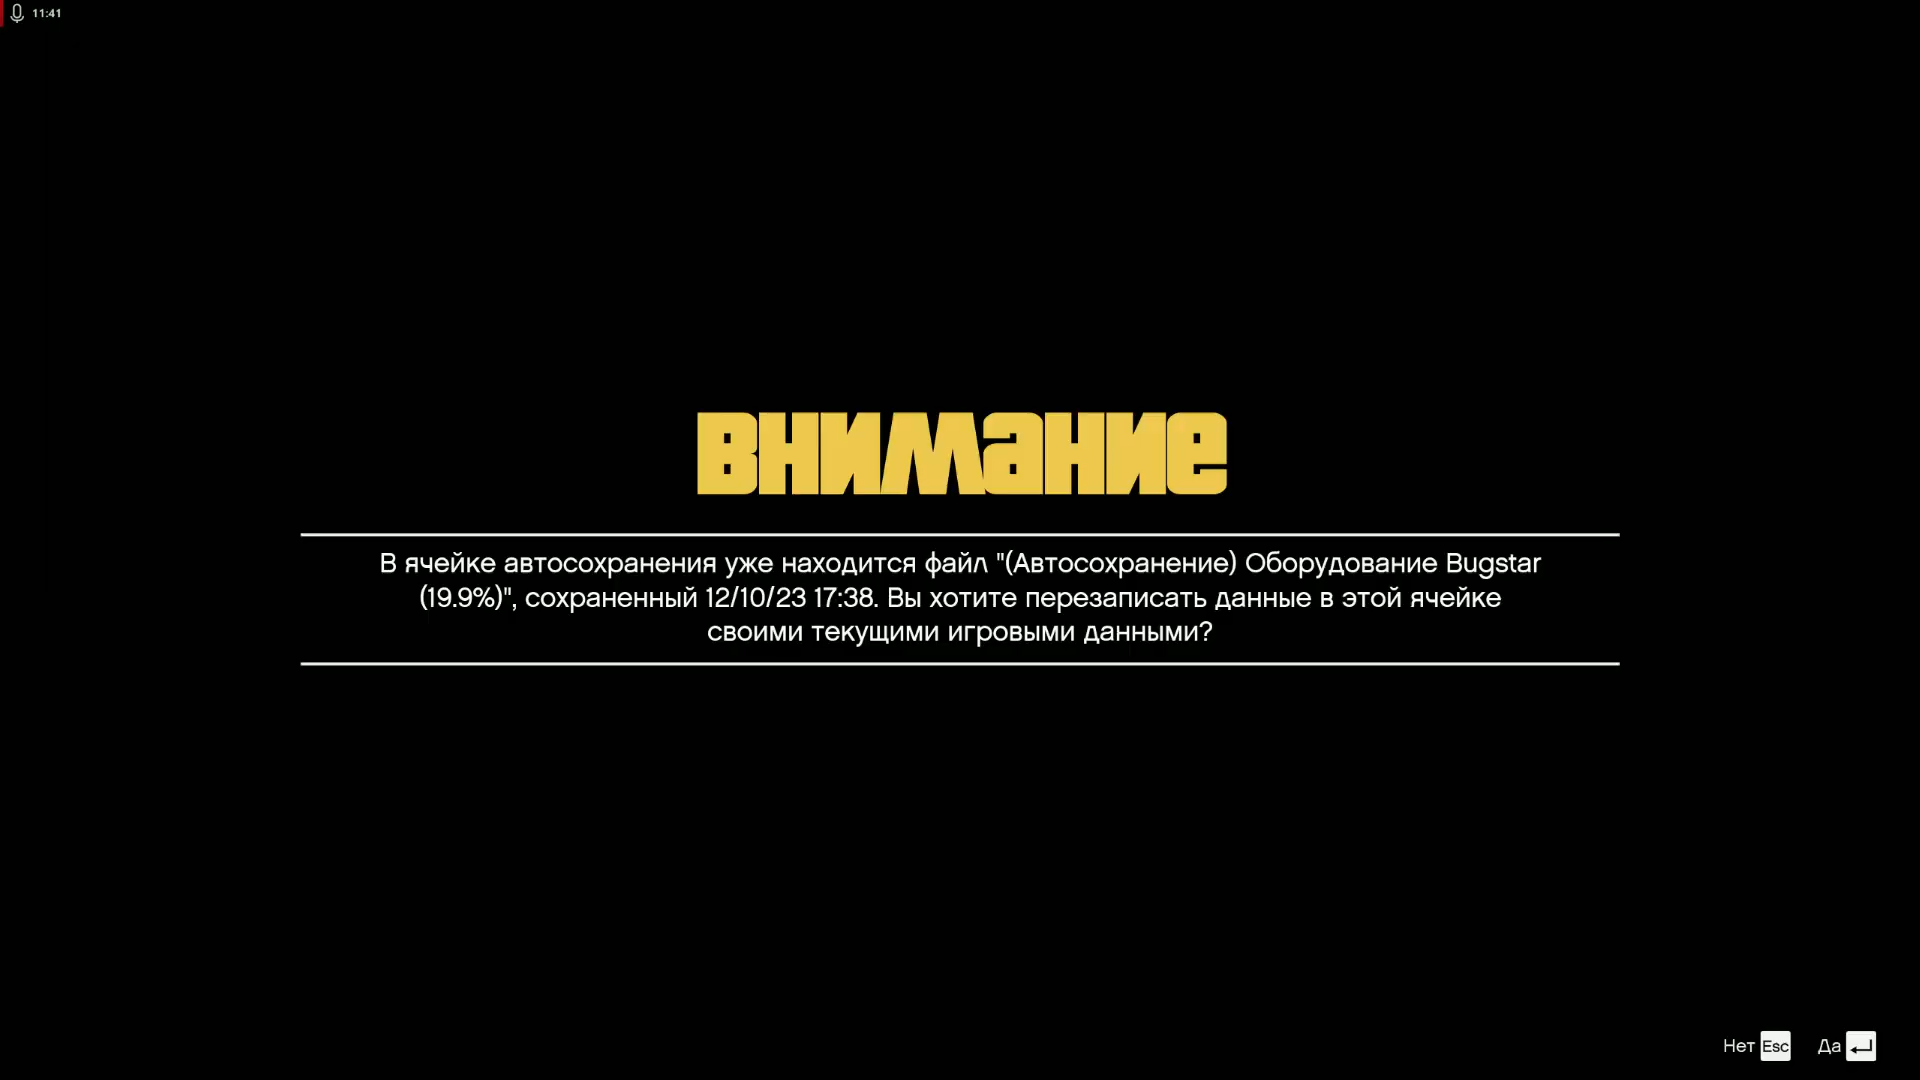 11:41
внимание
В ячейке автосохранения уже находится файл "(Автосохранение) Оборудование Bugstar
(19.9%)", сохраненный 12/10/23 17:38. Вы хотите перезаписать данные в этой ячейке
своими текущими игровыми данными?
Нет Esc Да